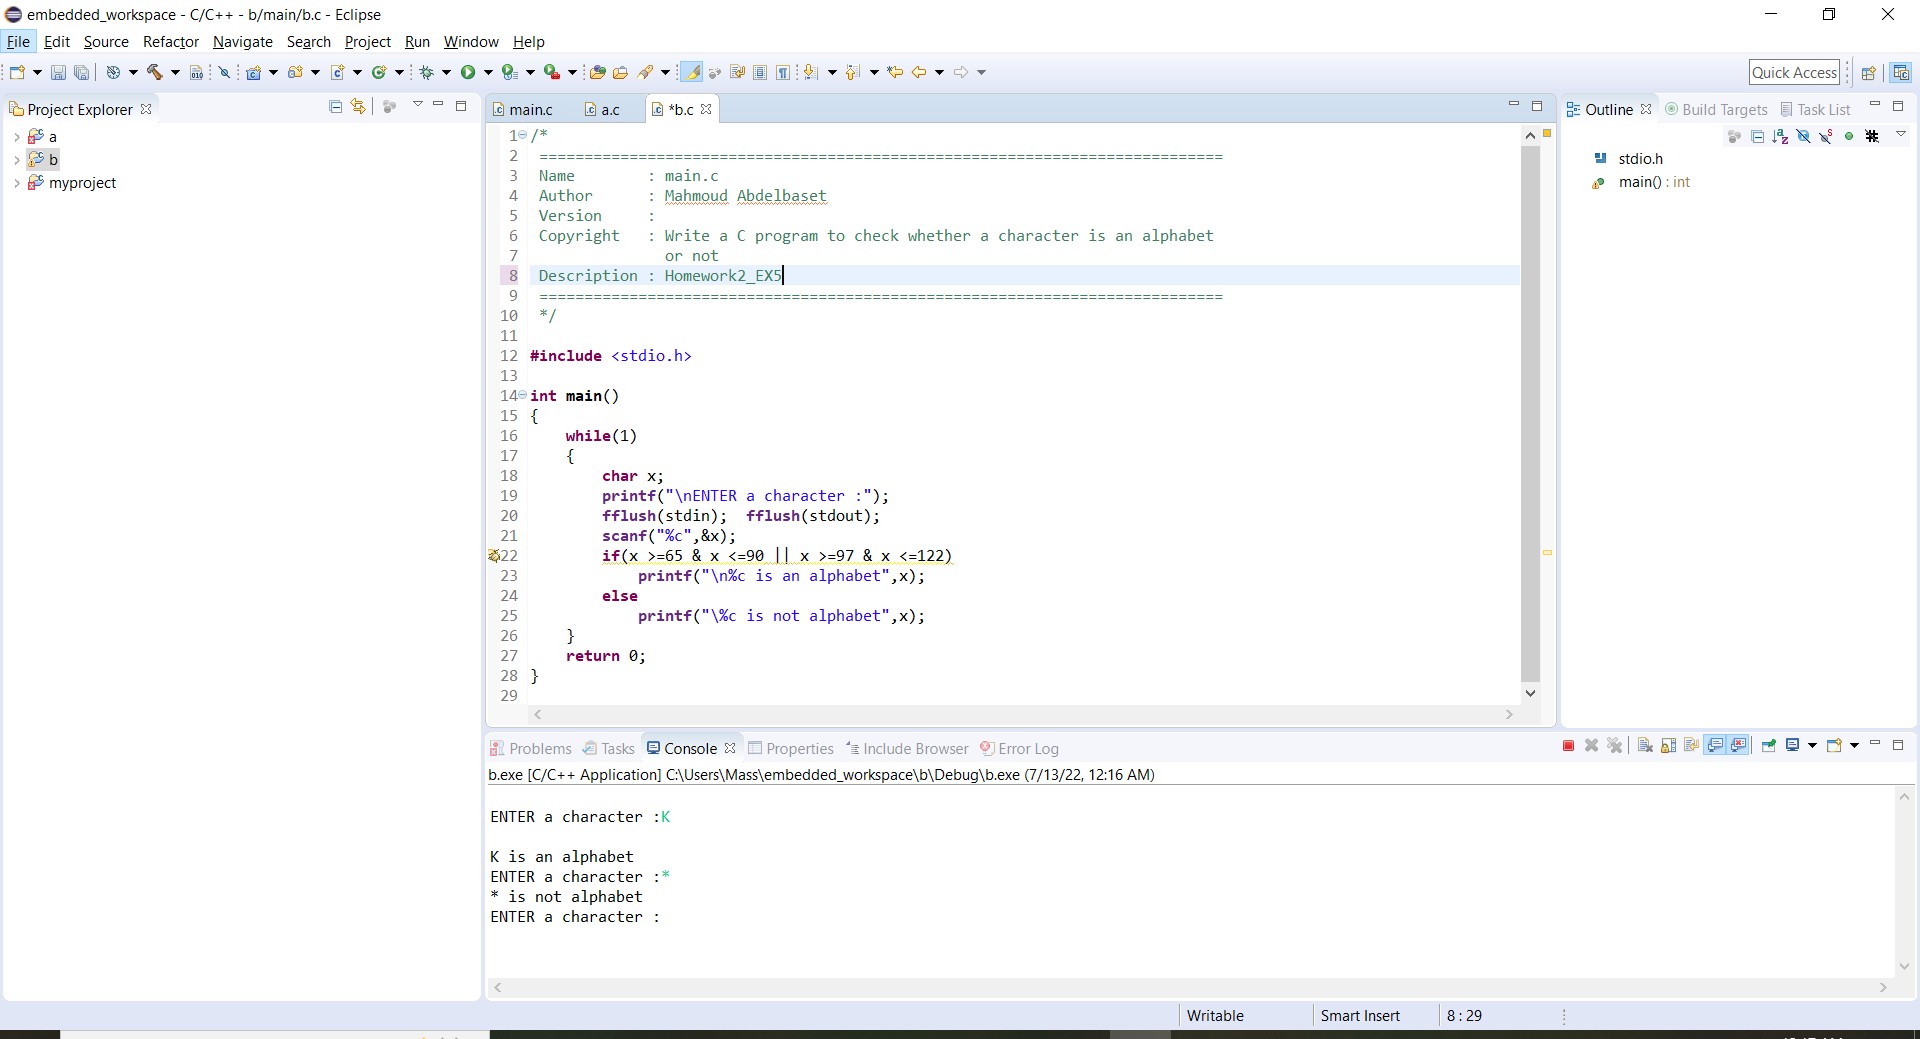 embedded_workspace - C/C++ - b/main/b.c - Eclipse
File Edit Source Refactor Navigate Search Project Run Window Help
Quick Access
Project Explorer
a
b
myproject
main.c a.c *b.c
1 /*
2 ============================================================================
3 Name        : main.c
4 Author      : Mahmoud Abdelbaset
5 Version     :
6 Copyright   : Write a C program to check whether a character is an alphabet
7               or not
8 Description : Homework2_EX5
9 ============================================================================
10 */
11
12 #include <stdio.h>
13
14 int main()
15 {
16     while(1)
17     {
18         char x;
19         printf("\nENTER a character :");
20         fflush(stdin);  fflush(stdout);
21         scanf("%c",&x);
22         if(x >=65 & x <=90 || x >=97 & x <=122)
23             printf("\n%c is an alphabet",x);
24         else
25             printf("\%c is not alphabet",x);
26     }
27     return 0;
28 }
29
Outline Build Targets Task List
stdio.h
main() : int
Problems Tasks Console Properties Include Browser Error Log
b.exe [C/C++ Application] C:\Users\Mass\embedded_workspace\b\Debug\b.exe (7/13/22, 12:16 AM)
ENTER a character :K
K is an alphabet
ENTER a character :*
* is not alphabet
ENTER a character :
Writable Smart Insert 8 : 29